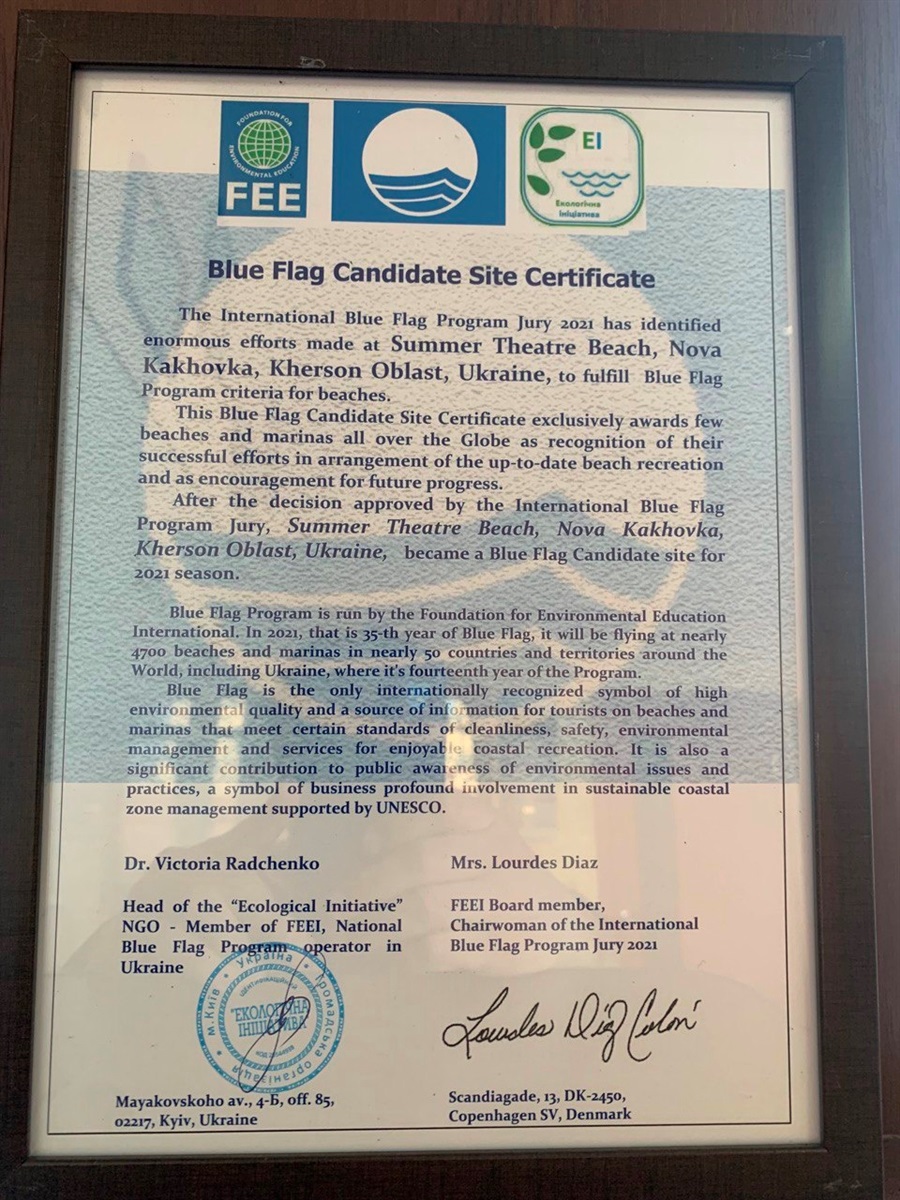 FOUNDATION FOR ENVIRONMENTAL EDUCATION
FEE
EI
Екологічна
Ініціатива
Blue Flag Candidate Site Certificate
The International Blue Flag Program Jury 2021 has identified
enormous efforts made at Summer Theatre Beach, Nova
Kakhovka, Kherson Oblast, Ukraine, to fulfill Blue Flag
Program criteria for beaches.
This Blue Flag Candidate Site Certificate exclusively awards few
beaches and marinas all over the Globe as recognition of their
successful efforts in arrangement of the up-to-date beach recreation
and as encouragement for future progress.
After the decision approved by the International Blue Flag
Program Jury, Summer Theatre Beach, Nova Kakhovka,
Kherson Oblast, Ukraine, became a Blue Flag Candidate site for
2021 season.
Blue Flag Program is run by the Foundation for Environmental Education
International. In 2021, that is 35-th year of Blue Flag, it will be flying at nearly
4700 beaches and marinas in nearly 50 countries and territories around the
World, including Ukraine, where it's fourteenth year of the Program.
Blue Flag is the only internationally recognized symbol of high
environmental quality and a source of information for tourists on beaches and
marinas that meet certain standards of cleanliness, safety, environmental
management and services for enjoyable coastal recreation. It is also a
significant contribution to public awareness of environmental issues and
practices, a symbol of business profound involvement in sustainable coastal
zone management supported by UNESCO.
Dr. Victoria Radchenko
Head of the “Ecological Initiative”
NGO - Member of FEEI, National
Blue Flag Program operator in
Ukraine
Mrs. Lourdes Diaz
FEEI Board member,
Chairwoman of the International
Blue Flag Program Jury 2021
Україна
м.Київ
Громадська організація
"ЕКОЛОГІЧНА
ІНІЦІАТИВА"
Lourdes Díaz Colón
Mayakovskoho av., 4-Б, off. 85,
02217, Kyiv, Ukraine
Scandiagade, 13, DK-2450,
Copenhagen SV, Denmark